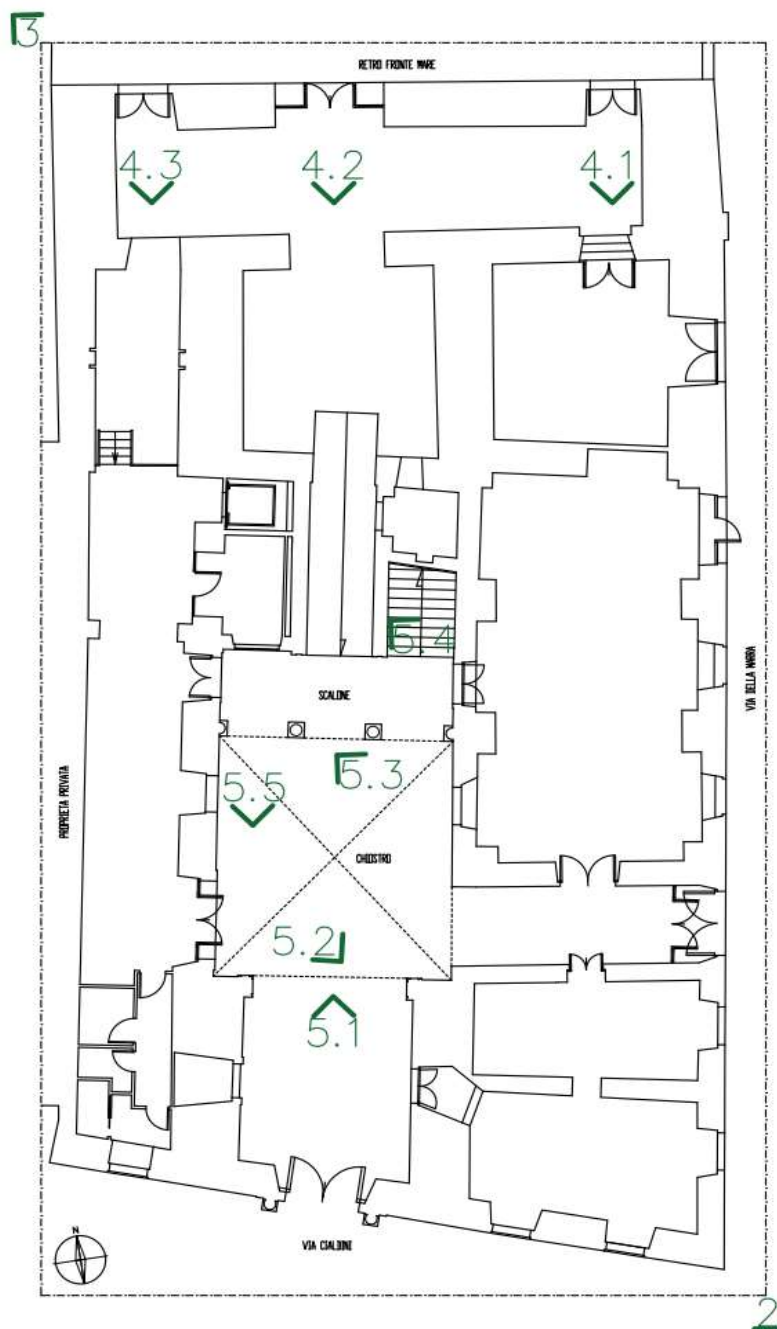 3
RETRO FRONTE MARE
4.3
4.2
4.1
5.4
SCALONE
VIA DELLA MARRA
5.3
5.5
PROPRIETA PRIVATA
CHIOSTRO
5.2
5.1
N
VIA CIALDINI
2